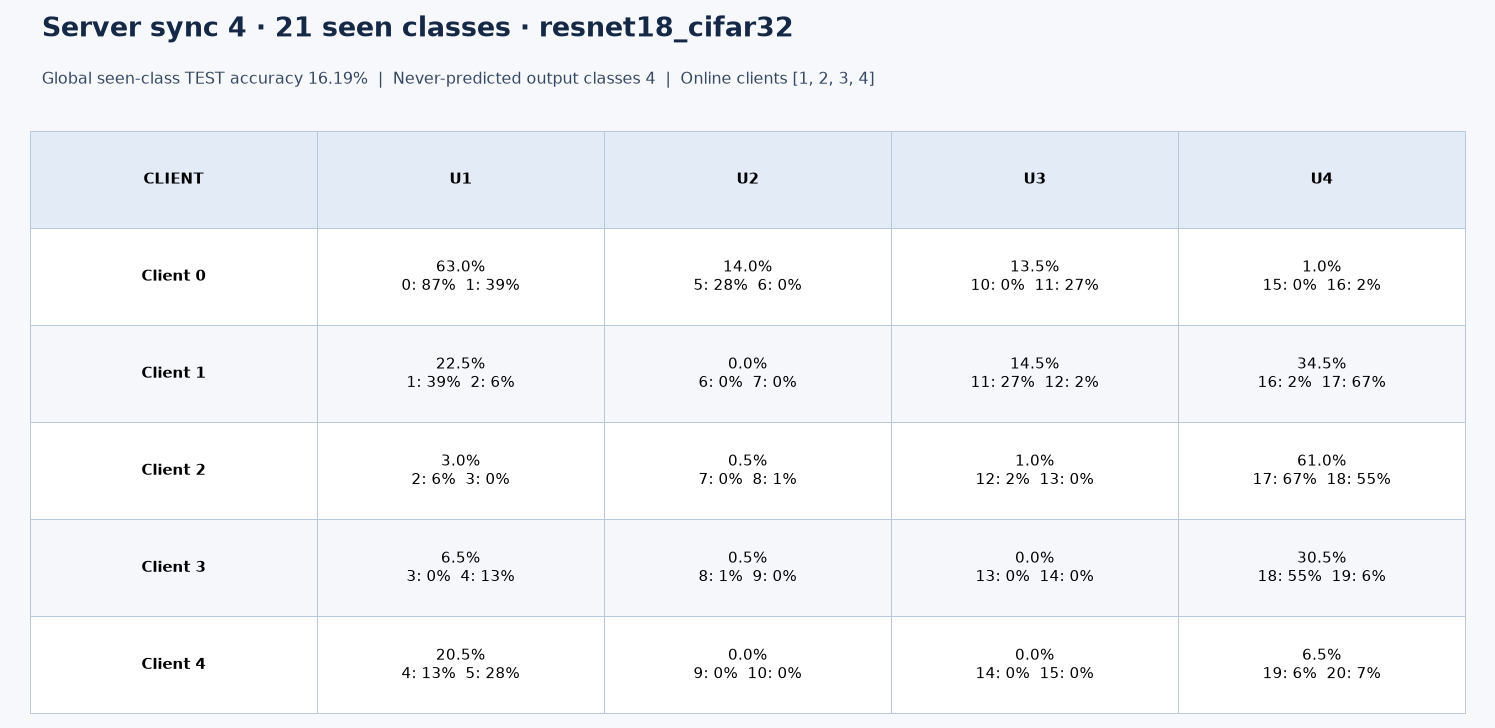 Server sync 4 · 21 seen classes · resnet18_cifar32
Global seen-class TEST accuracy 16.19% | Never-predicted output classes 4 | Online clients [1, 2, 3, 4]
CLIENT U1 U2 U3 U4
Client 0
63.0%
0: 87% 1: 39%
14.0%
5: 28% 6: 0%
13.5%
10: 0% 11: 27%
1.0%
15: 0% 16: 2%
Client 1
22.5%
1: 39% 2: 6%
0.0%
6: 0% 7: 0%
14.5%
11: 27% 12: 2%
34.5%
16: 2% 17: 67%
Client 2
3.0%
2: 6% 3: 0%
0.5%
7: 0% 8: 1%
1.0%
12: 2% 13: 0%
61.0%
17: 67% 18: 55%
Client 3
6.5%
3: 0% 4: 13%
0.5%
8: 1% 9: 0%
0.0%
13: 0% 14: 0%
30.5%
18: 55% 19: 6%
Client 4
20.5%
4: 13% 5: 28%
0.0%
9: 0% 10: 0%
0.0%
14: 0% 15: 0%
6.5%
19: 6% 20: 7%